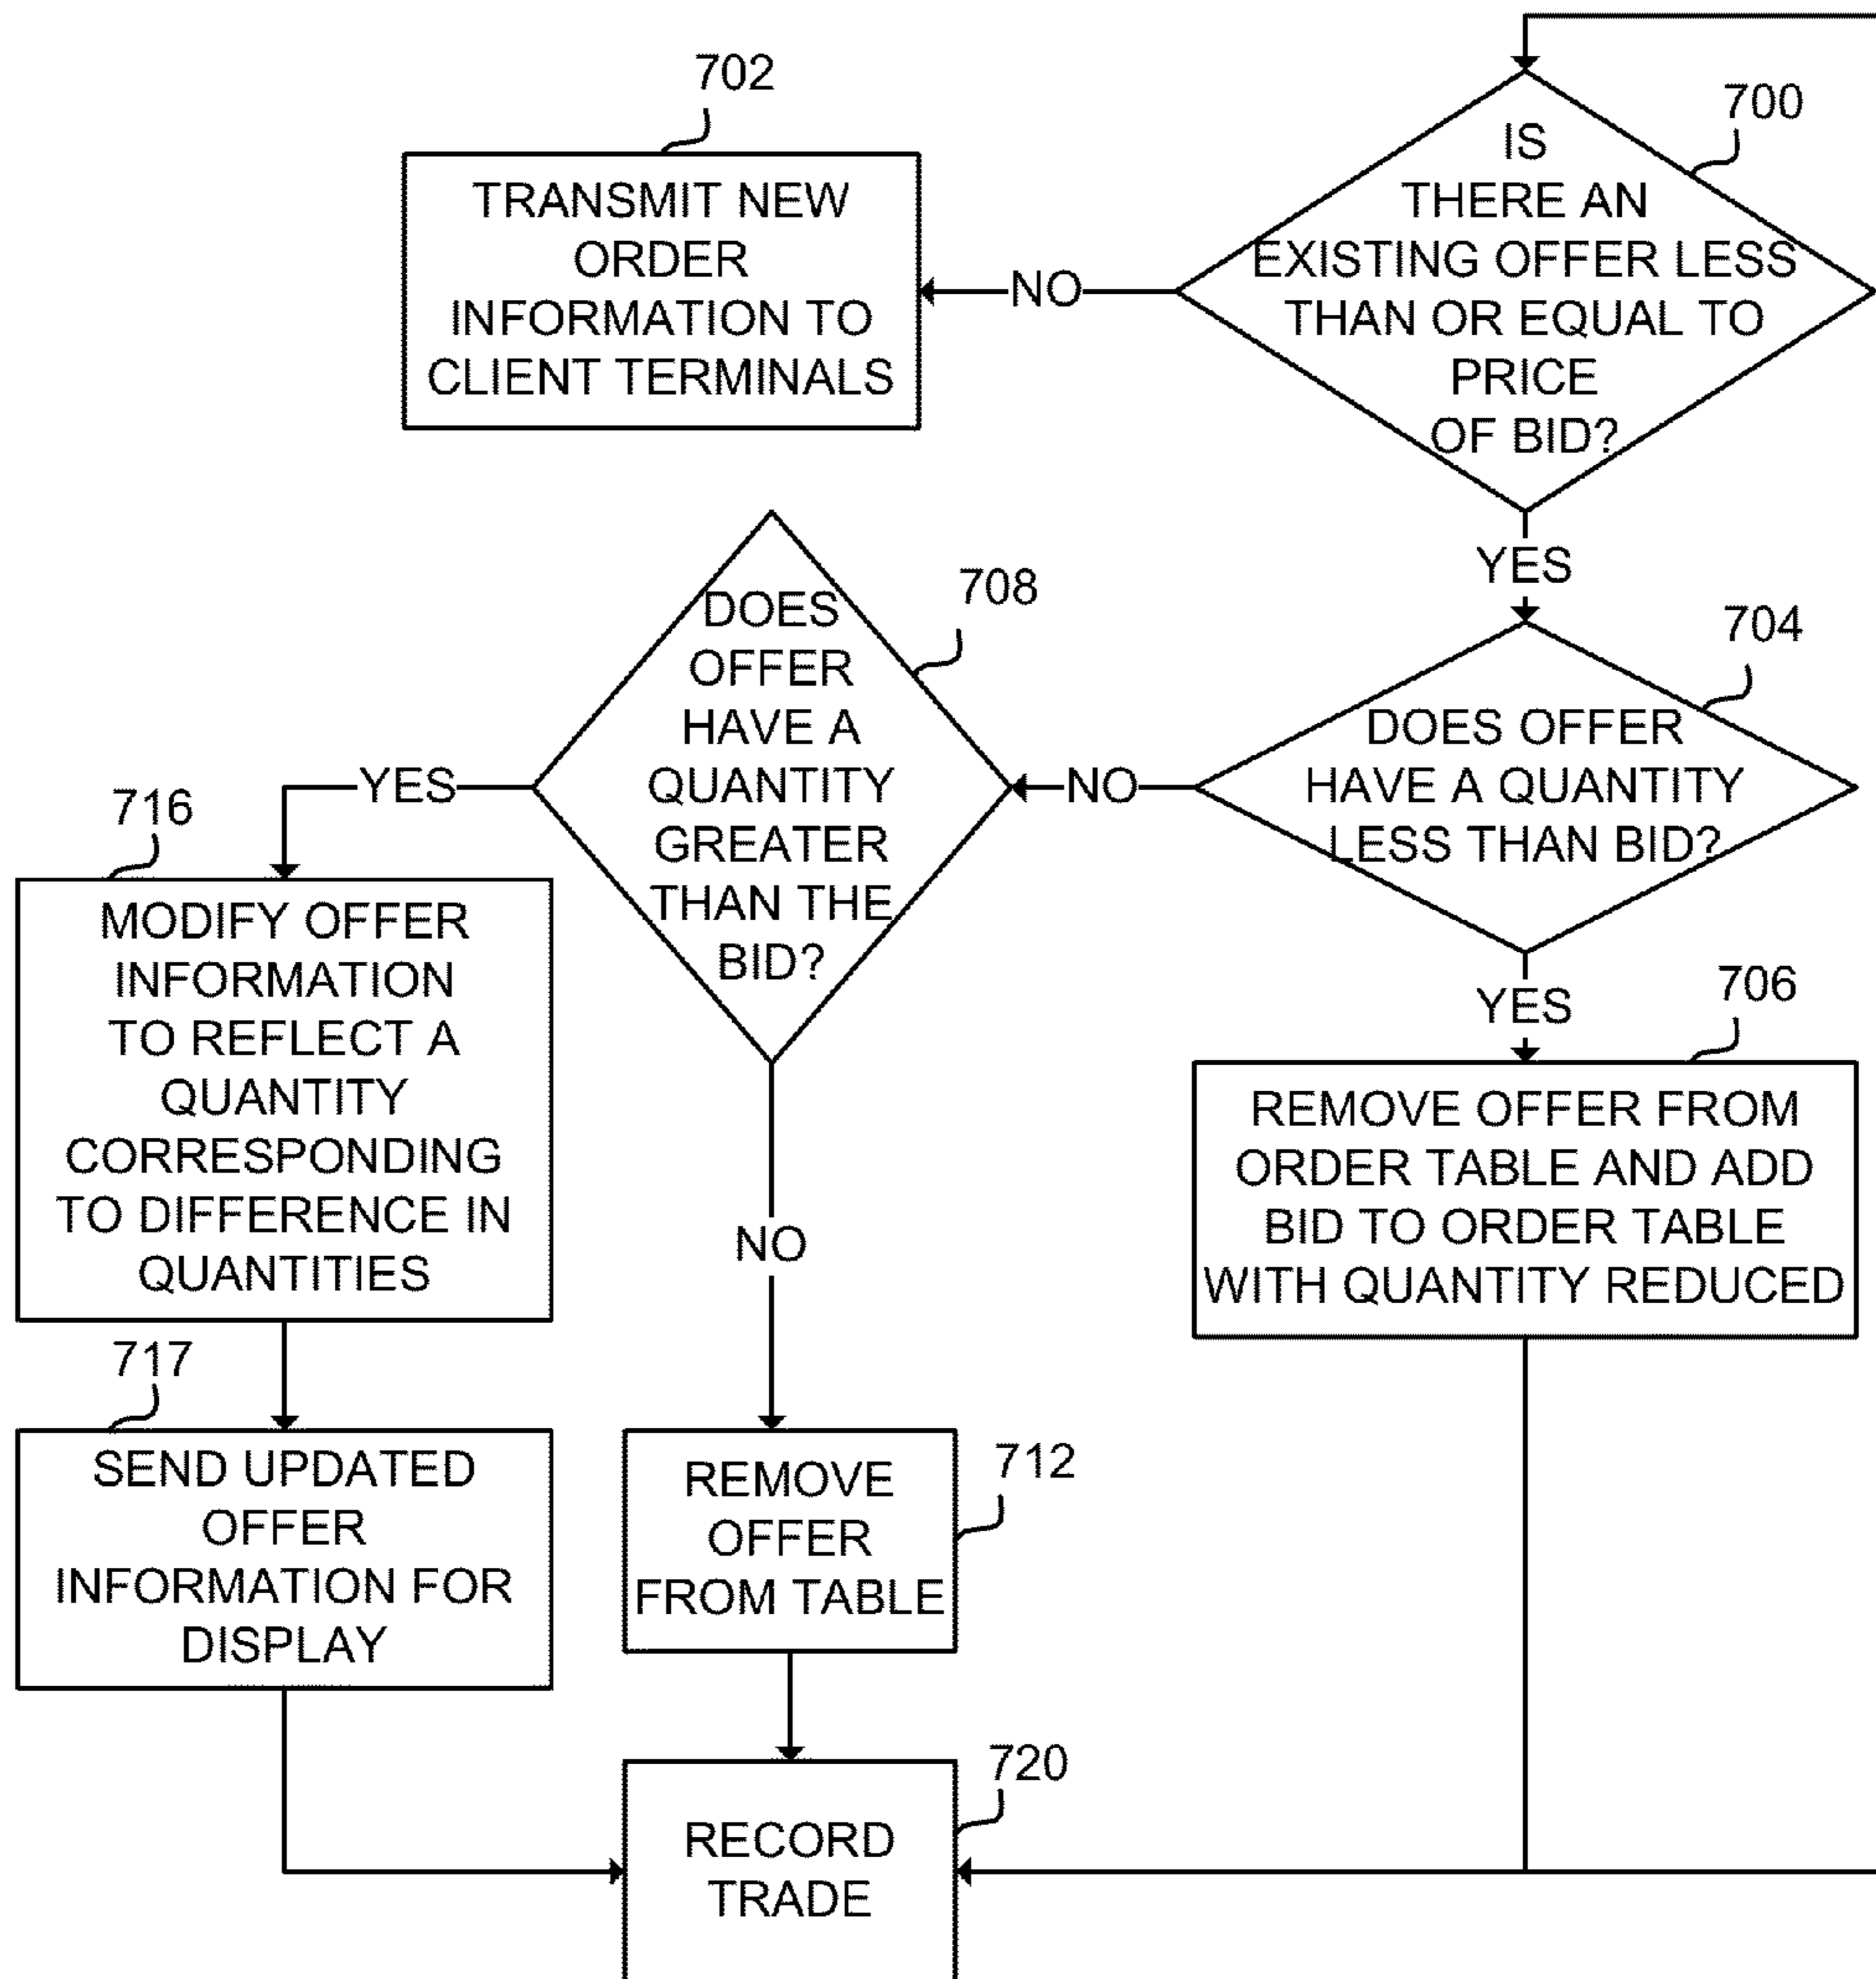 702
TRANSMIT NEW
ORDER
INFORMATION TO
CLIENT TERMINALS
NO
700
IS
THERE AN
EXISTING OFFER LESS
THAN OR EQUAL TO
PRICE
OF BID?
YES
704
DOES OFFER
HAVE A QUANTITY
LESS THAN BID?
NO
708
DOES
OFFER
HAVE A
QUANTITY
GREATER
THAN THE
BID?
YES
716
MODIFY OFFER
INFORMATION
TO REFLECT A
QUANTITY
CORRESPONDING
TO DIFFERENCE IN
QUANTITIES
YES
706
REMOVE OFFER FROM
ORDER TABLE AND ADD
BID TO ORDER TABLE
WITH QUANTITY REDUCED
NO
717
SEND UPDATED
OFFER
INFORMATION FOR
DISPLAY
712
REMOVE
OFFER
FROM TABLE
720
RECORD
TRADE